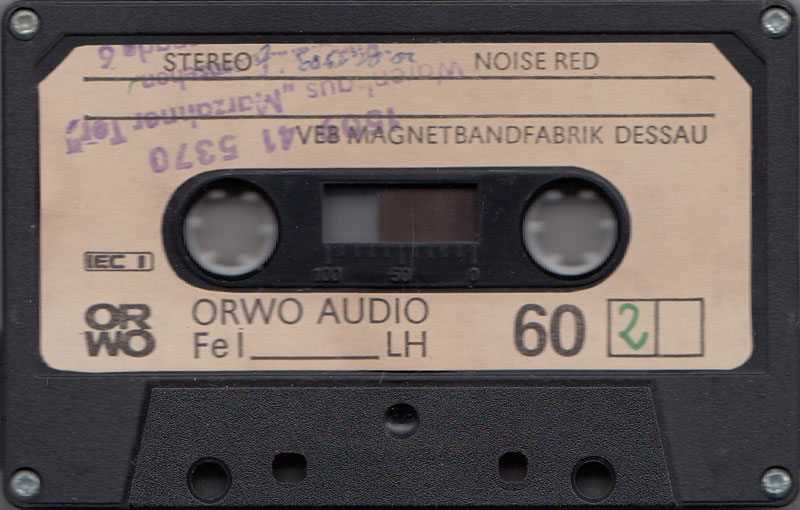 STEREO NOISE RED
VEB MAGNETBANDFABRIK DESSAU
100 50 0
IEC I
ORWO
ORWO AUDIO
Fe I LH
60 2
Warenhaus „Marzahner Tor"
41 5370